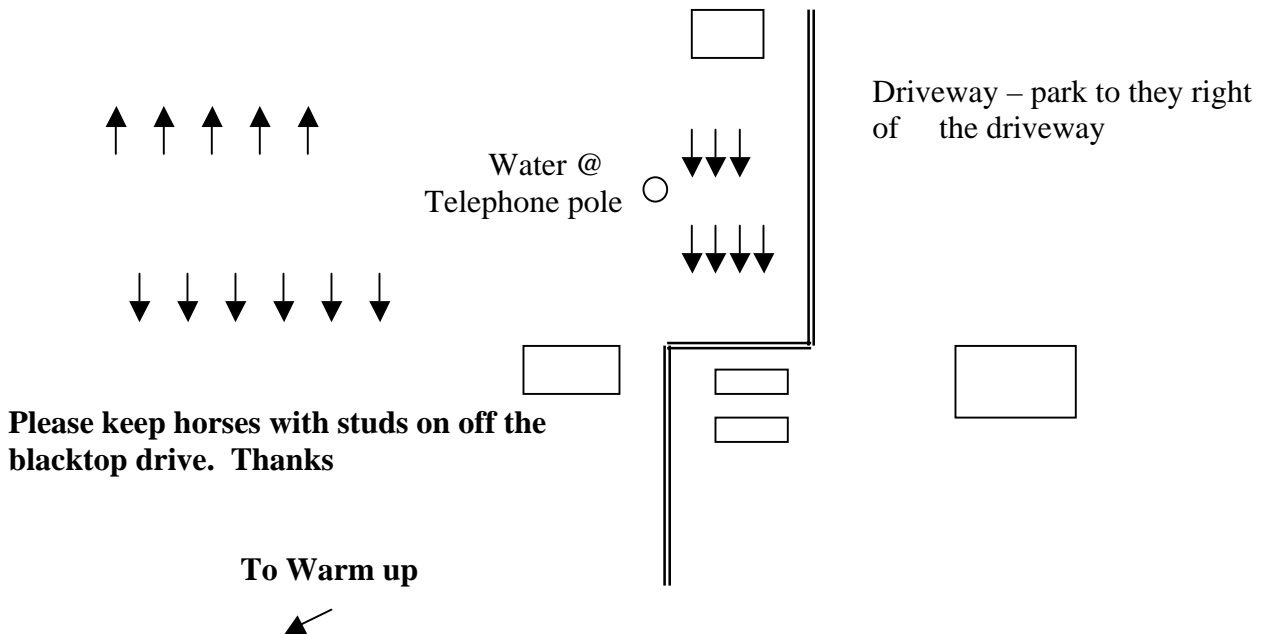 Driveway – park to they right
of the driveway
Water @
Telephone pole
Please keep horses with studs on off the
blacktop drive. Thanks
To Warm up